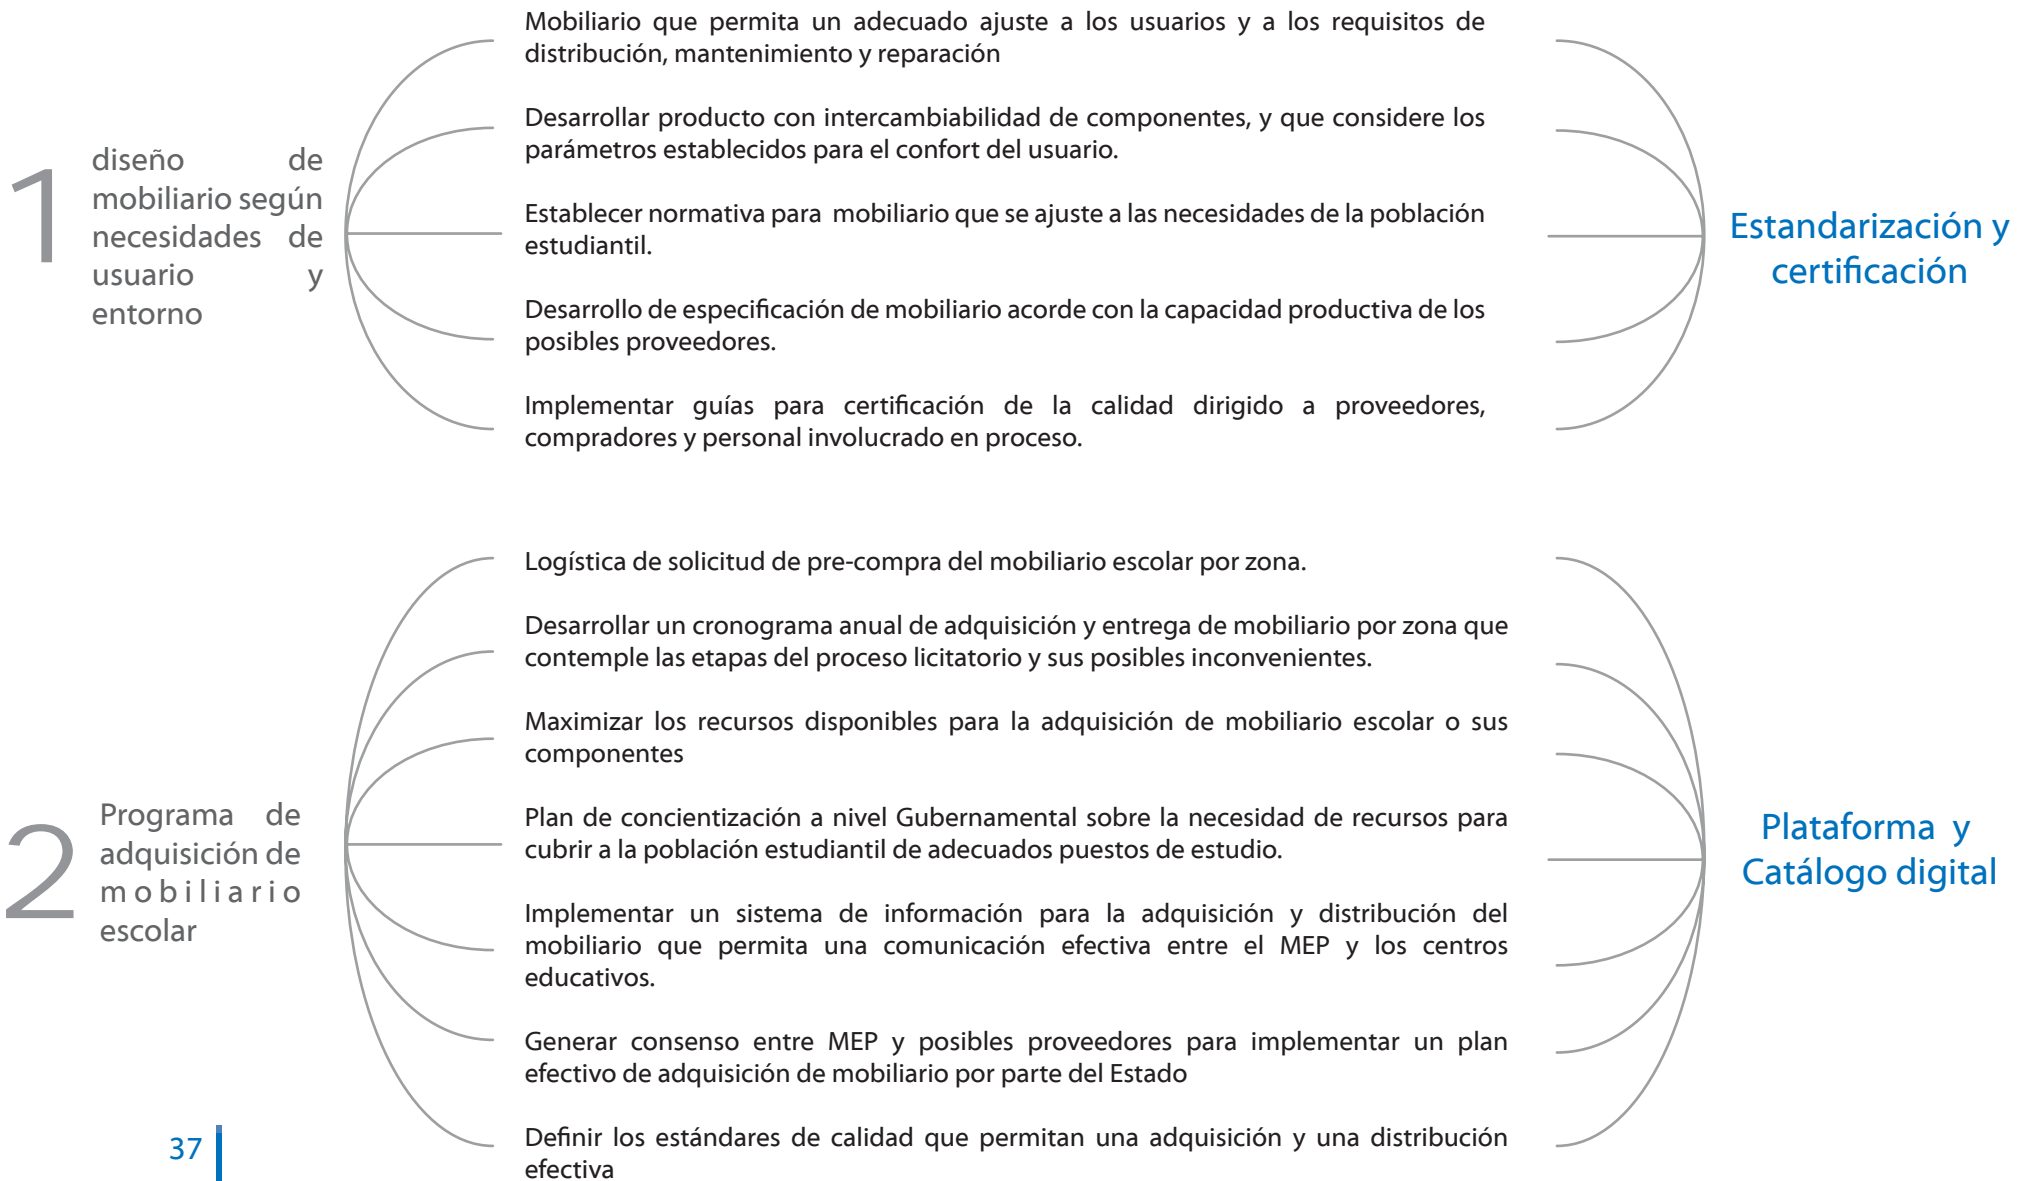 1
diseño de
mobiliario según
necesidades de
usuario y
entorno
Mobiliario que permita un adecuado ajuste a los usuarios y a los requisitos de
distribución, mantenimiento y reparación
Desarrollar producto con intercambiabilidad de componentes, y que considere los
parámetros establecidos para el confort del usuario.
Establecer normativa para mobiliario que se ajuste a las necesidades de la población
estudiantil.
Desarrollo de especificación de mobiliario acorde con la capacidad productiva de los
posibles proveedores.
Implementar guías para certificación de la calidad dirigido a proveedores,
compradores y personal involucrado en proceso.
Estandarización y
certificación
2
Programa de
adquisición de
mobiliario
escolar
Logística de solicitud de pre-compra del mobiliario escolar por zona.
Desarrollar un cronograma anual de adquisición y entrega de mobiliario por zona que
contemple las etapas del proceso licitatorio y sus posibles inconvenientes.
Maximizar los recursos disponibles para la adquisición de mobiliario escolar o sus
componentes
Plan de concientización a nivel Gubernamental sobre la necesidad de recursos para
cubrir a la población estudiantil de adecuados puestos de estudio.
Implementar un sistema de información para la adquisición y distribución del
mobiliario que permita una comunicación efectiva entre el MEP y los centros
educativos.
Generar consenso entre MEP y posibles proveedores para implementar un plan
efectivo de adquisición de mobiliario por parte del Estado
Definir los estándares de calidad que permitan una adquisición y una distribución
efectiva
Plataforma y
Catálogo digital
37